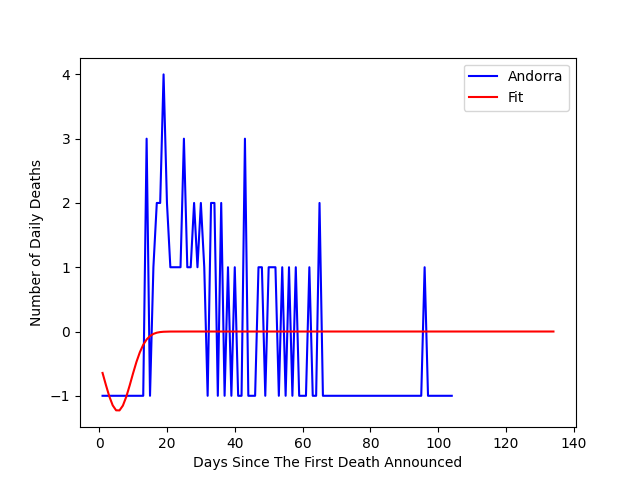 Andorra
Fit
Number of Daily Deaths
4
3
2
1
0
−1
0 20 40 60 80 100 120 140
Days Since The First Death Announced